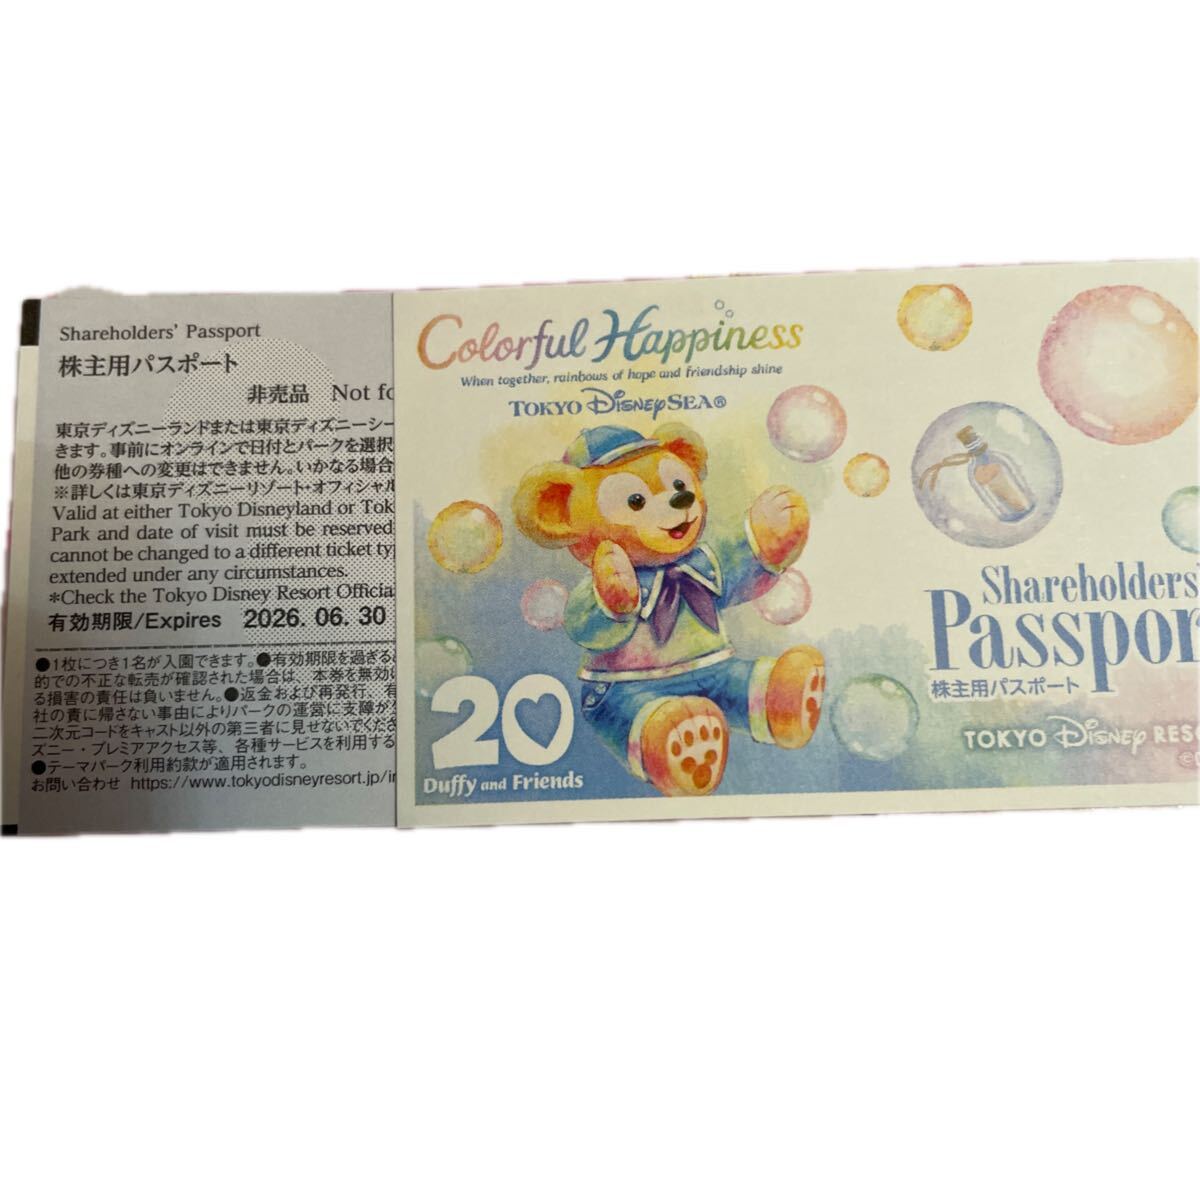 Shareholders' Passport
株主用パスポート
非売品 Not fo
東京ディズニーランドまたは東京ディズニーシー
きます。事前にオンラインで日付とパークを選択
他の券種への変更はできません。いかなる場合
※詳しくは東京ディズニーリゾート・オフィシャル
Valid at either Tokyo Disneyland or Tok
Park and date of visit must be reserved
cannot be changed to a different ticket ty
extended under any circumstances.
*Check the Tokyo Disney Resort Official
有効期限/Expires 2026. 06. 30
●1枚につき1名が入園できます。●有効期限を過ぎる
的での不正な転売が確認された場合は、本券を無効
る損害の責任は負いません。●返金および再発行、有
社の責に帰さない事由によりパークの運営に支障が
二次元コードをキャスト以外の第三者に見せないでくださ
ズニー・プレミアアクセス等、各種サービスを利用する
●テーマパーク利用約款が適用されます。
お問い合わせ https://www.tokyodisneyresort.jp/
Colorful Happiness
When together, rainbows of hope and friendship shine
TOKYO DISNEYSEA®
20
Duffy and Friends
Shareholders'
Passpor
株主用パスポート
TOKYO DISNEY RESO
©